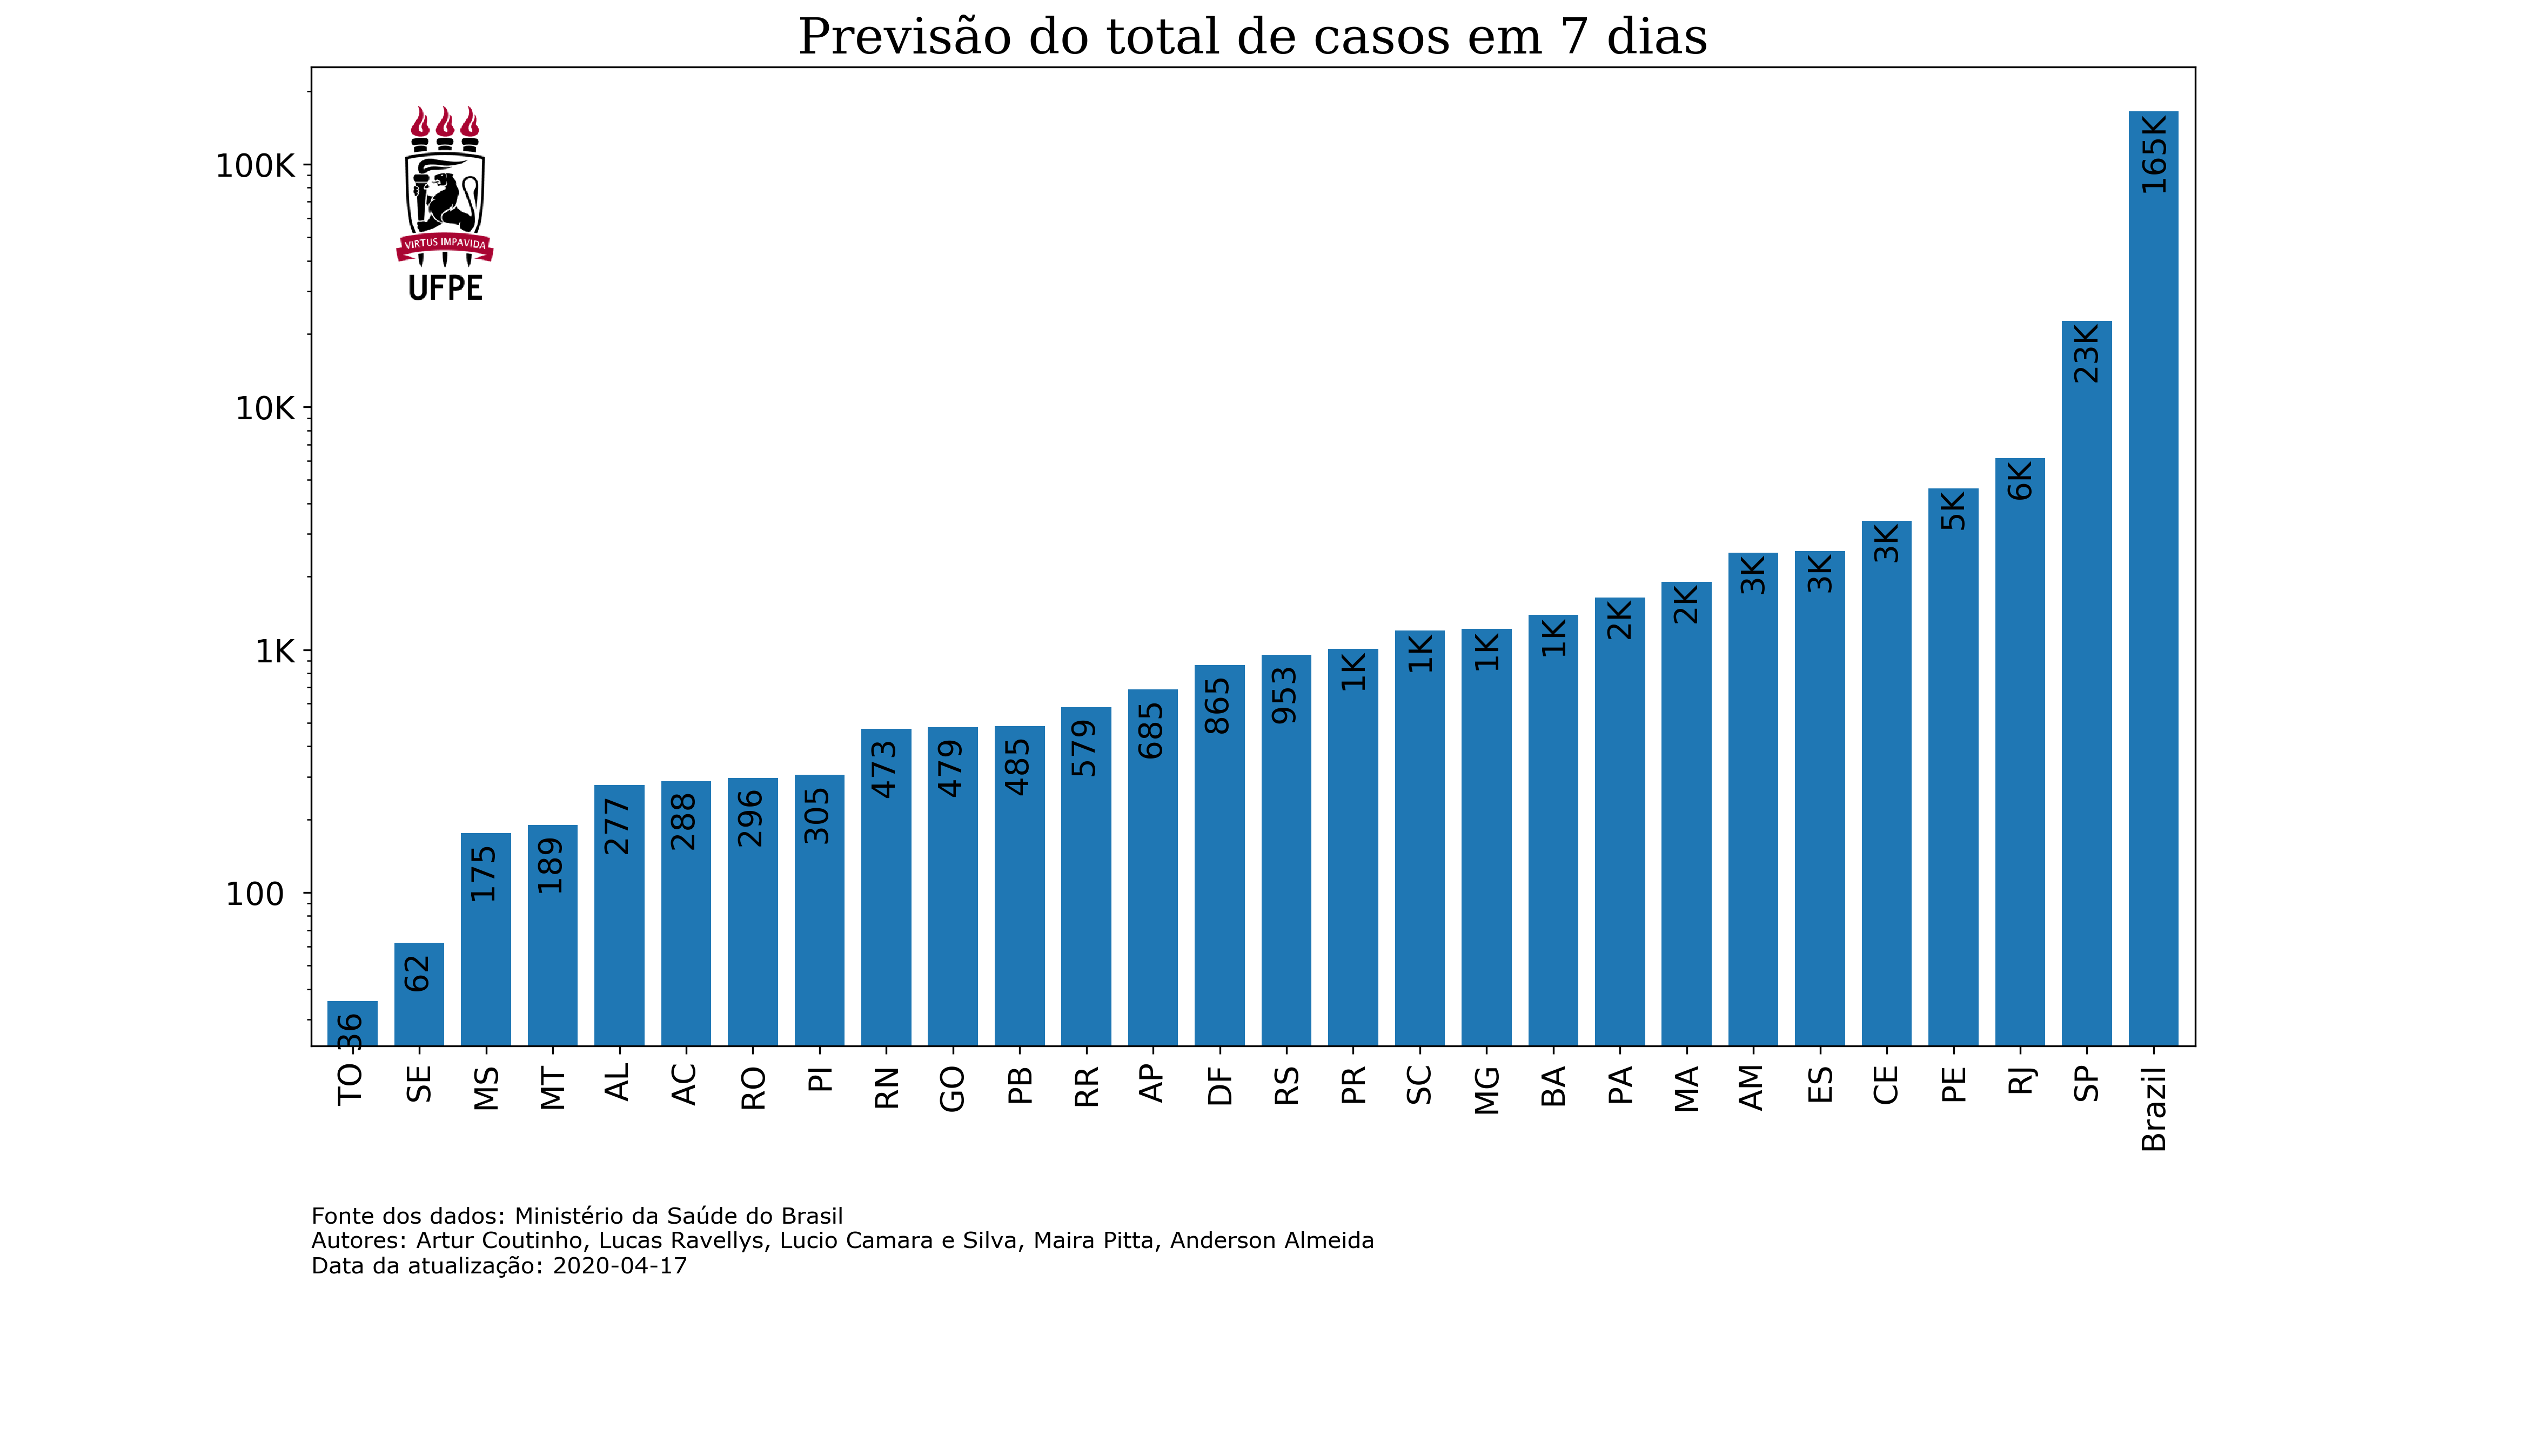 Previsão do total de casos em 7 dias
VIRTUS IMPAVIDA
UFPE
100K
10K
1K
100
36
62
175
189
277
288
296
305
473
479
485
579
685
865
953
1K
1K
1K
1K
2K
2K
3K
3K
3K
5K
6K
23K
165K
TO
SE
MS
MT
AL
AC
RO
PI
RN
GO
PB
RR
AP
DF
RS
PR
SC
MG
BA
PA
MA
AM
ES
CE
PE
RJ
SP
Brazil
Fonte dos dados: Ministério da Saúde do Brasil
Autores: Artur Coutinho, Lucas Ravellys, Lucio Camara e Silva, Maira Pitta, Anderson Almeida
Data da atualização: 2020-04-17